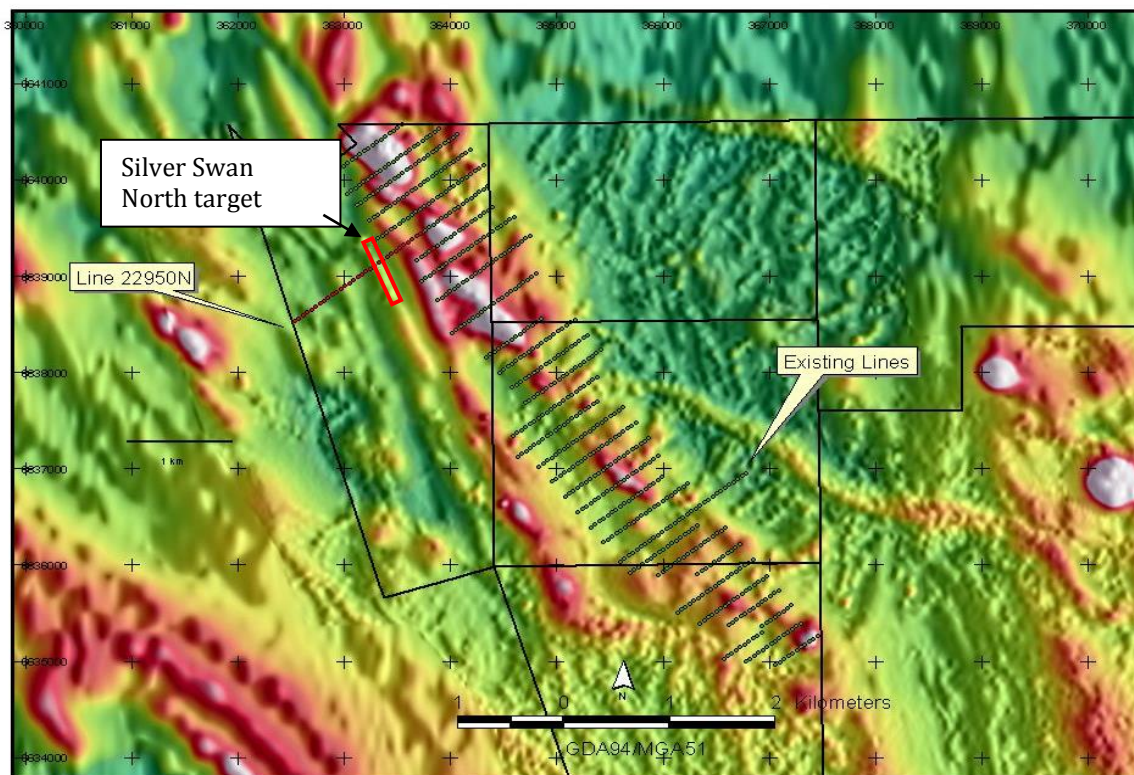 361000 362000 363000 364000 365000 366000 367000 368000 369000 370000
6641000
Silver Swan
North target
6640000
6639000
Line 22950N
6638000
Existing Lines
1 km
6637000
6636000
6635000
N
1 0 1 2 Kilometers
GDA94/MGA51
6634000